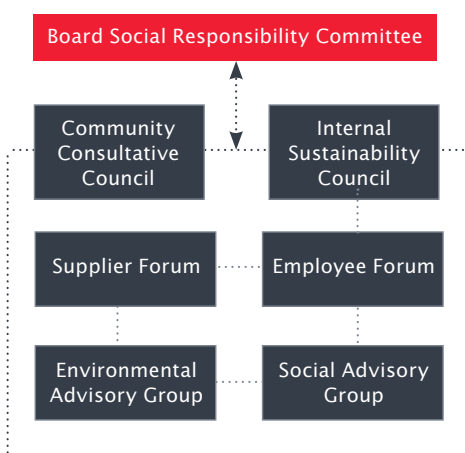 Board Social Responsibility Committee
Community
Consultative
Council
Internal
Sustainability
Council
Supplier Forum
Employee Forum
Environmental
Advisory Group
Social Advisory
Group